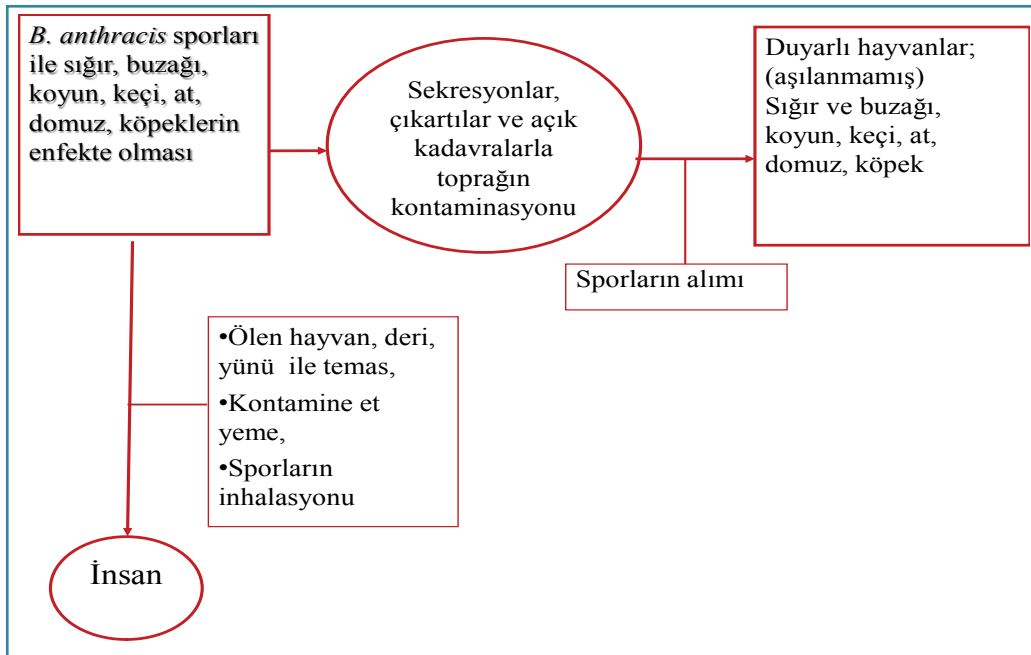 B. anthracis sporları
ile sığır, buzağı,
koyun, keçi, at,
domuz, köpeklerin
enfekte olması
Sekresyonlar,
çıkartılar ve açık
kadavralarla
toprağın
kontaminasyonu
Duyarlı hayvanlar;
(aşılanmamış)
Sığır ve buzağı,
koyun, keçi, at,
domuz, köpek
Sporların alımı
•Ölen hayvan, deri,
yünü ile temas,
•Kontamine et
yeme,
•Sporların
inhalasyonu
İnsan